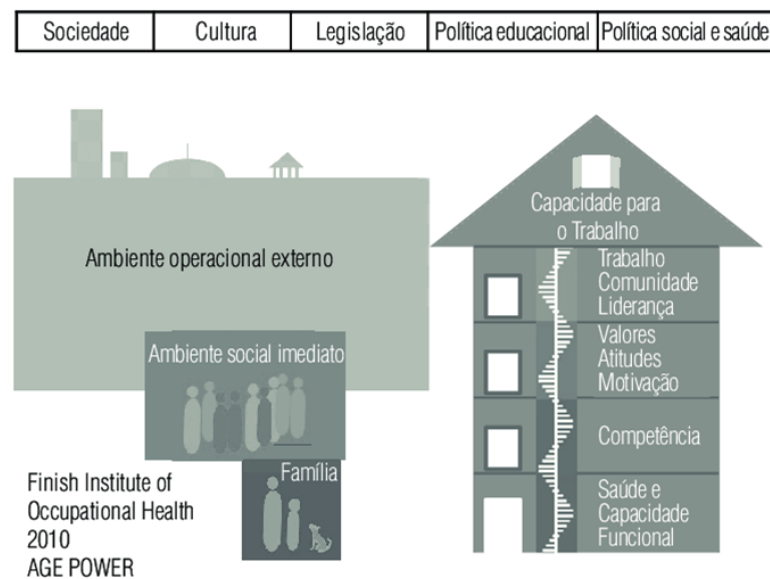 Sociedade Cultura Legislação Política educacional Política social e saúde
Ambiente operacional externo
Ambiente social imediato
Família
Finish Institute of
Occupational Health
2010
AGE POWER
Capacidade para
o Trabalho
Trabalho
Comunidade
Liderança
Valores
Atitudes
Motivação
Competência
Saúde e
Capacidade
Funcional